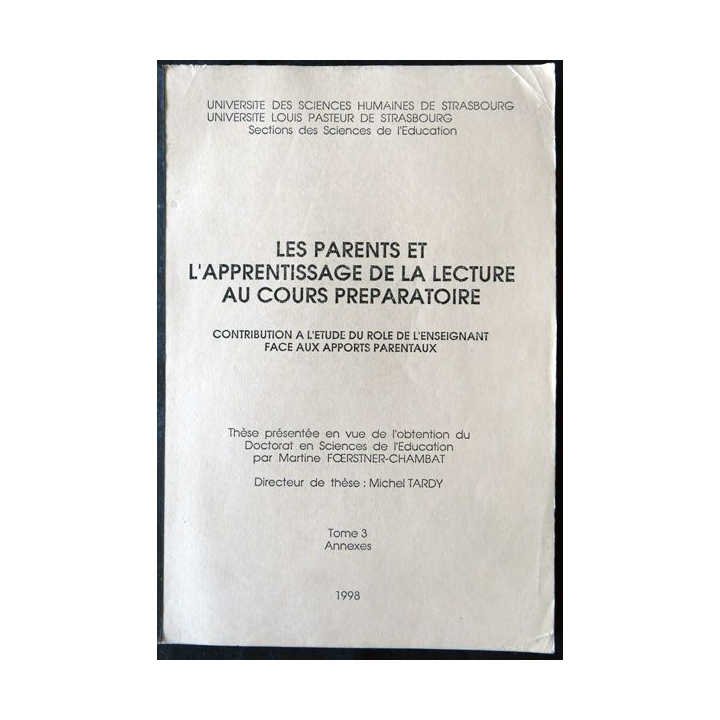 UNIVERSITE DES SCIENCES HUMAINES DE STRASBOURG
UNIVERSITE LOUIS PASTEUR DE STRASBOURG
Sections des Sciences de l'Education
LES PARENTS ET
L'APPRENTISSAGE DE LA LECTURE
AU COURS PREPARATOIRE
CONTRIBUTION A L'ETUDE DU ROLE DE L'ENSEIGNANT
FACE AUX APPORTS PARENTAUX
Thèse présentée en vue de l'obtention du
Doctorat en Sciences de l'Education
par Martine FŒRSTNER-CHAMBAT
Directeur de thèse : Michel TARDY
Tome 3
Annexes
1998